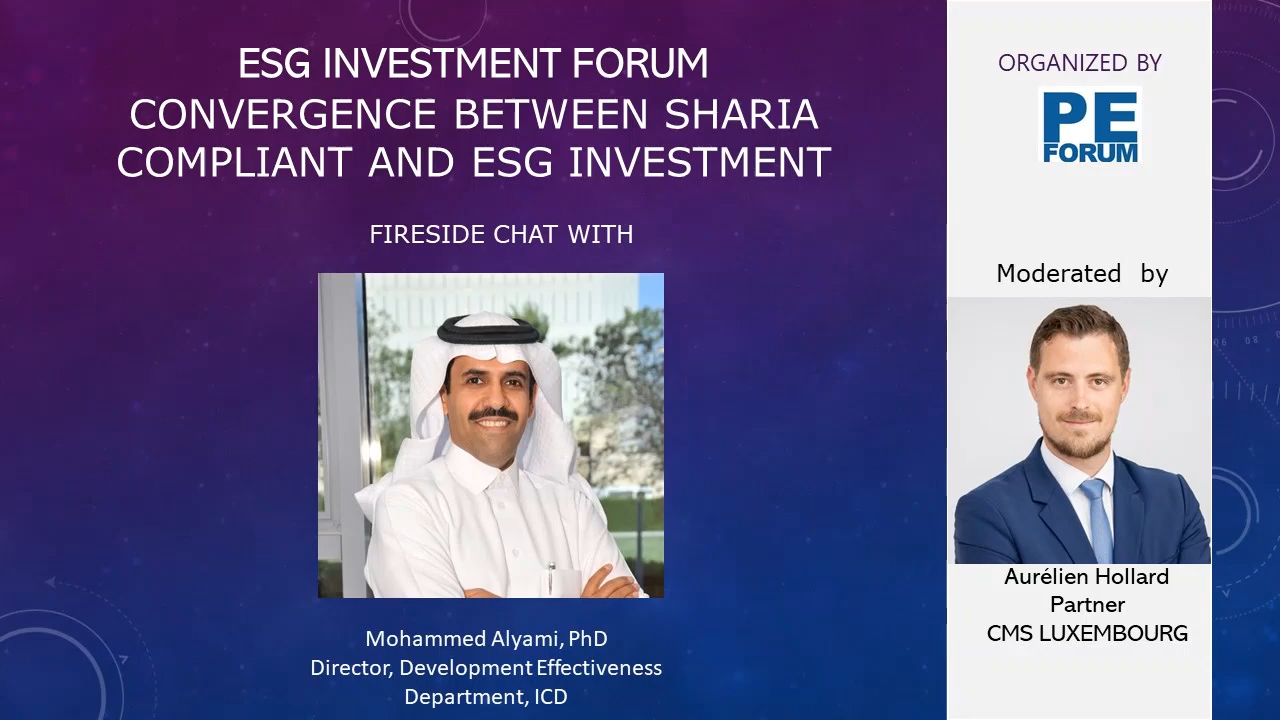 ESG INVESTMENT FORUM
CONVERGENCE BETWEEN SHARIA
COMPLIANT AND ESG INVESTMENT
FIRESIDE CHAT WITH
Mohammed Alyami, PhD
Director, Development Effectiveness
Department, ICD
ORGANIZED BY
PE
FORUM
Moderated by
Aurélien Hollard
Partner
CMS LUXEMBOURG